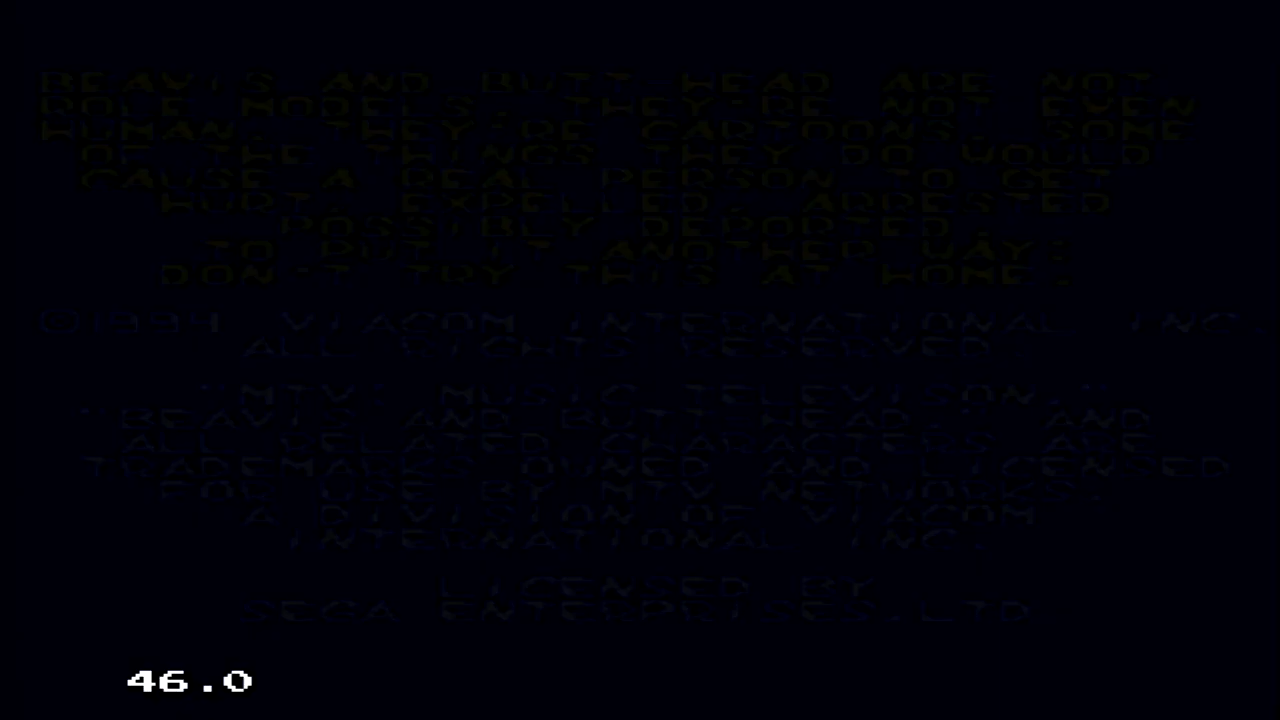 BEAVIS AND BUTT-HEAD ARE NOT
ROLE MODELS. THEY'RE NOT EVEN
HUMAN. THEY'RE CARTOONS. SOME
OF THE THINGS THEY DO WOULD
CAUSE A REAL PERSON TO GET
HURT, EXPELLED, ARRESTED
POSSIBLY DEPORTED.
TO PUT IT ANOTHER WAY:
DON'T TRY THIS AT HOME.
©1994 VIACOM INTERNATIONAL INC.
ALL RIGHTS RESERVED.
"MTV: MUSIC TELEVISION,"
"BEAVIS AND BUTT-HEAD," AND
ALL RELATED CHARACTERS ARE
TRADEMARKS OWNED AND LICENSED
FOR USE BY MTV NETWORKS,
A DIVISION OF VIACOM
INTERNATIONAL INC.
LICENSED BY
SEGA ENTERPRISES,LTD.
46.0